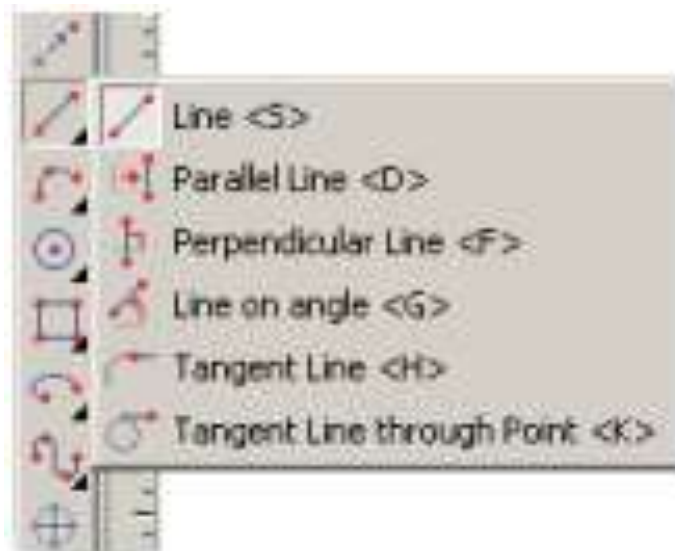 Line <S>
Parallel Line <D>
Perpendicular Line <F>
Line on angle <G>
Tangent Line <H>
Tangent Line through Point <K>